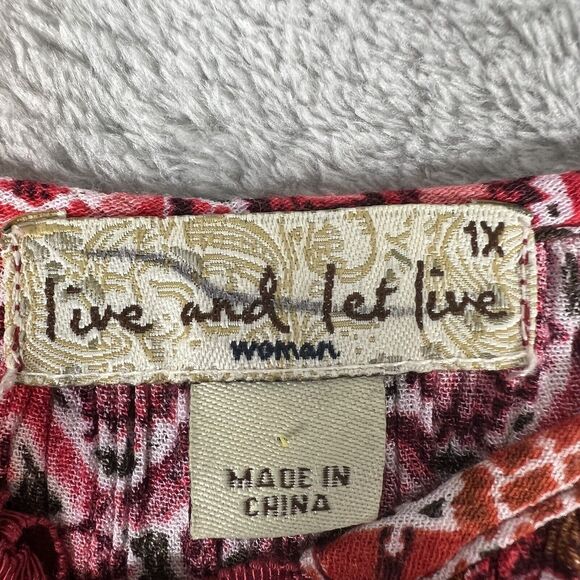 1X
live and let live
woman
MADE IN
CHINA